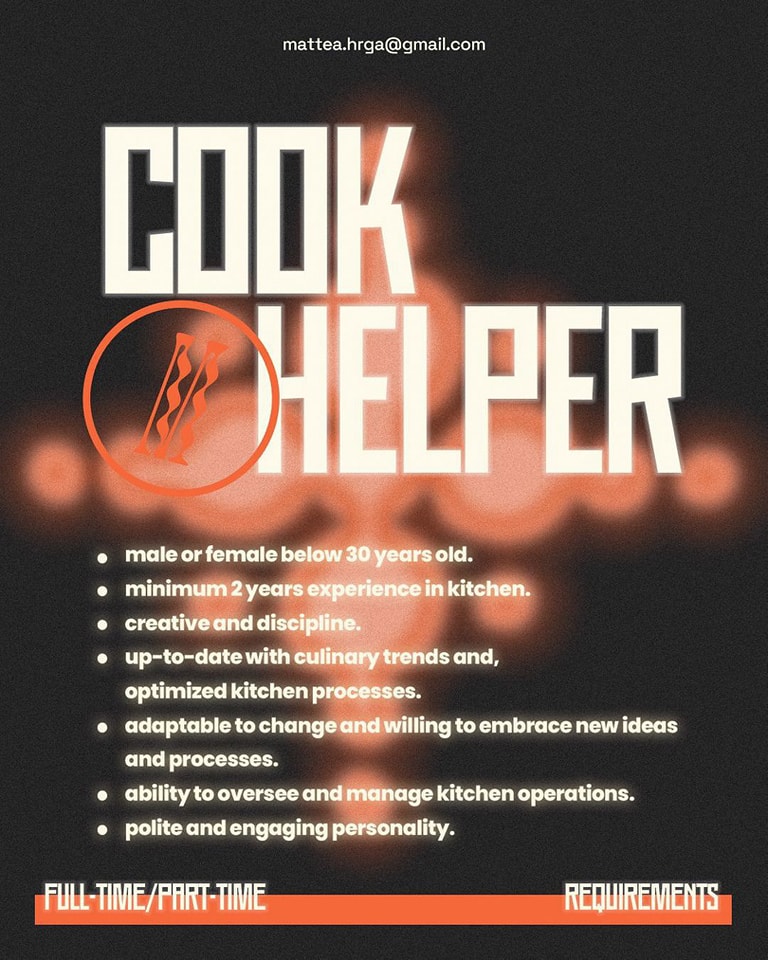 mattea.hrga@gmail.com
COOK
HELPER
• male or female below 30 years old.
• minimum 2 years experience in kitchen.
• creative and discipline.
• up-to-date with culinary trends and,
optimized kitchen processes.
• adaptable to change and willing to embrace new ideas
and processes.
• ability to oversee and manage kitchen operations.
• polite and engaging personality.
FULL-TIME/PART-TIME
REQUIREMENTS